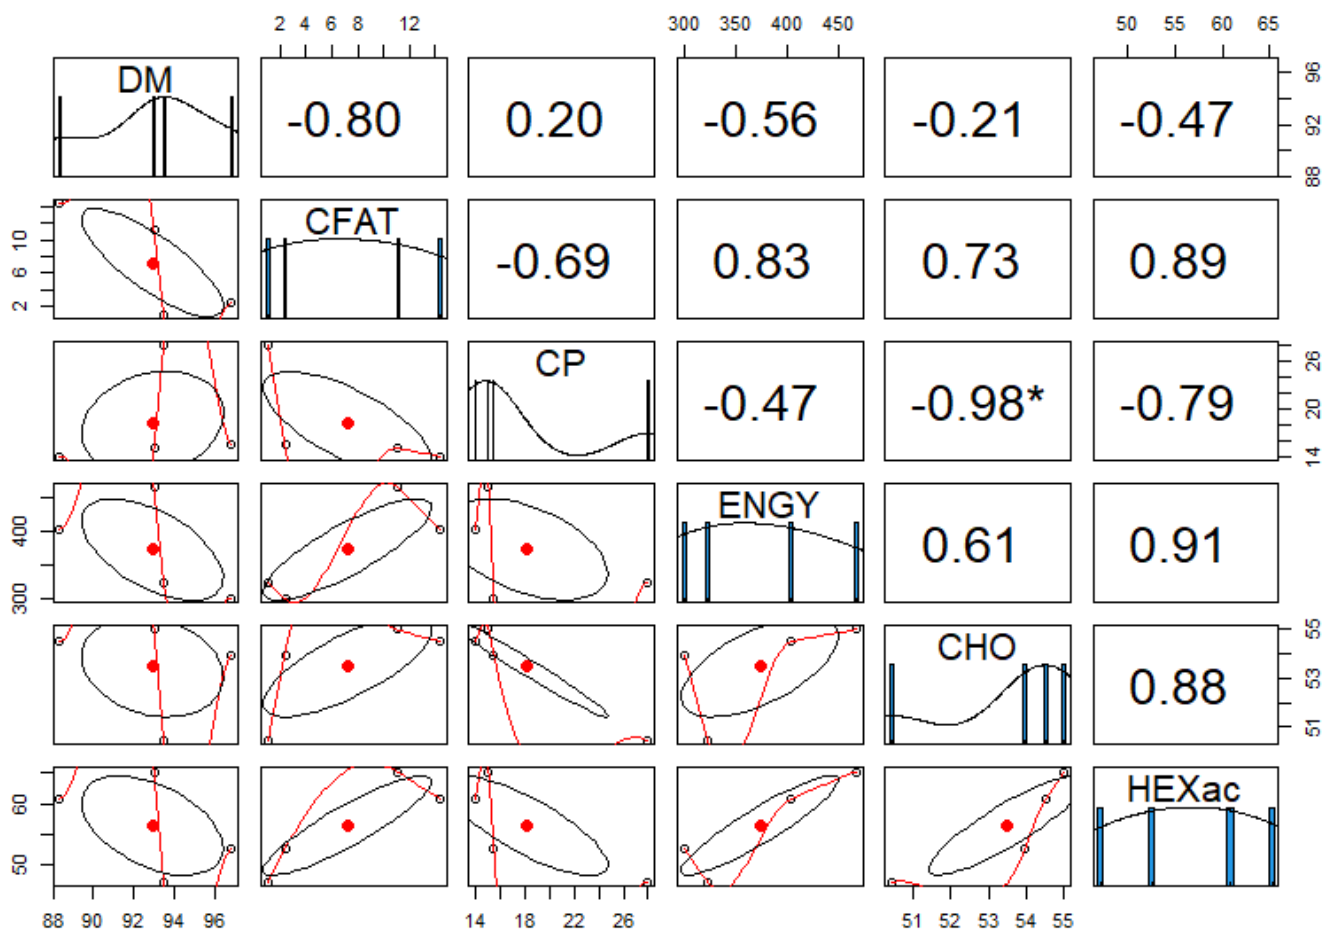 2 4 6 8 12 300 350 400 450 50 55 60 65
DM -0.80 0.20 -0.56 -0.21 -0.47 88 92 96
2 6 10 CFAT -0.69 0.83 0.73 0.89
CP -0.47 -0.98* -0.79 14 20 26
300 400 ENGY 0.61 0.91
CHO 0.88 51 53 55
50 60 HEXac
88 90 92 94 96 14 18 22 26 51 52 53 54 55